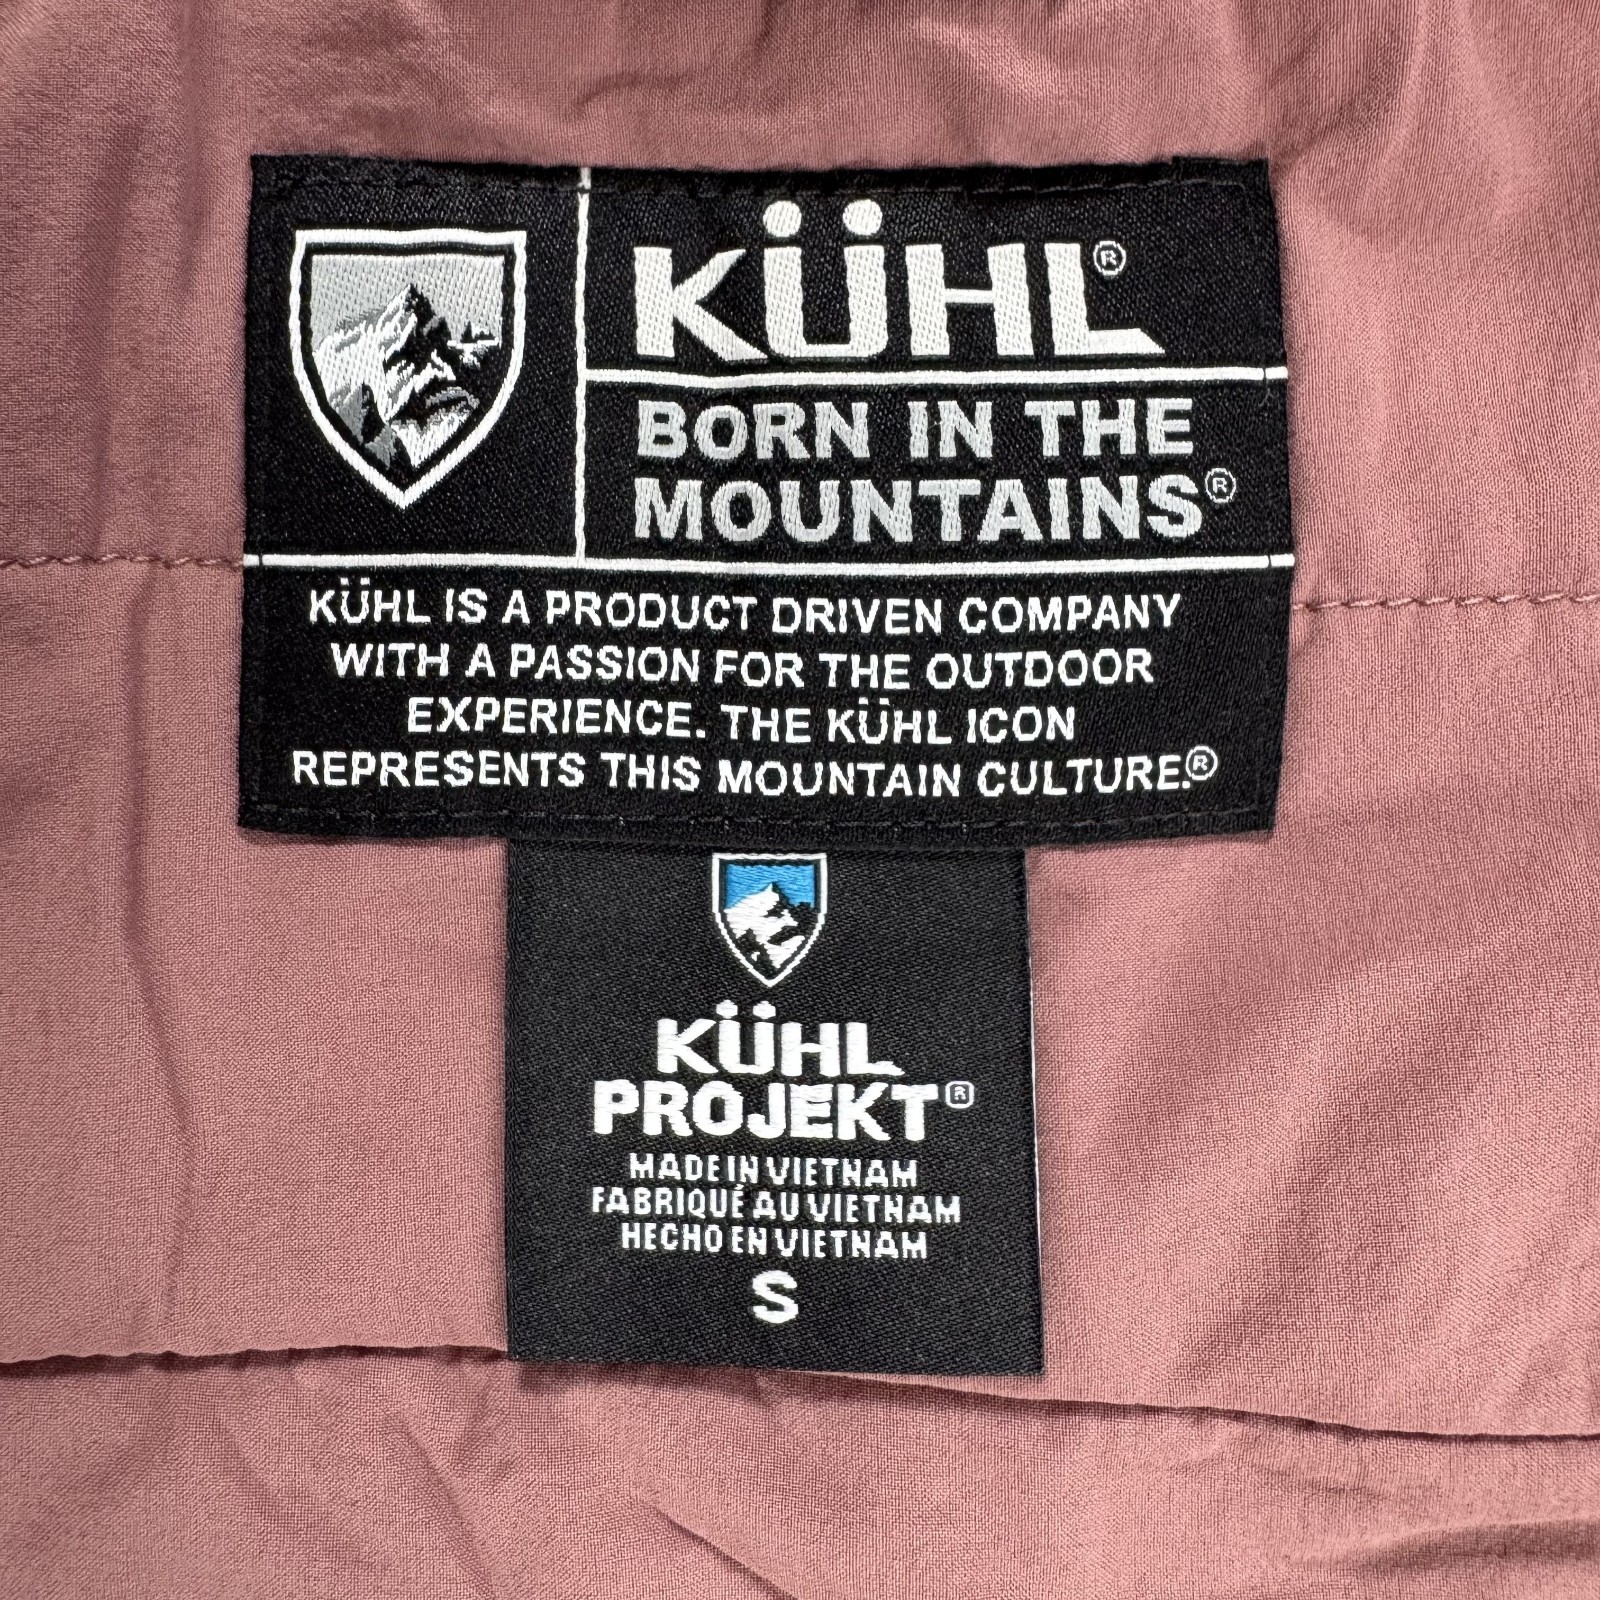 KÜHL®
BORN IN THE
MOUNTAINS®
KÜHL IS A PRODUCT DRIVEN COMPANY
WITH A PASSION FOR THE OUTDOOR
EXPERIENCE. THE KÜHL ICON
REPRESENTS THIS MOUNTAIN CULTURE.®
KÜHL
PROJEKT®
MADE IN VIETNAM
FABRIQUÉ AU VIETNAM
HECHO EN VIETNAM
S